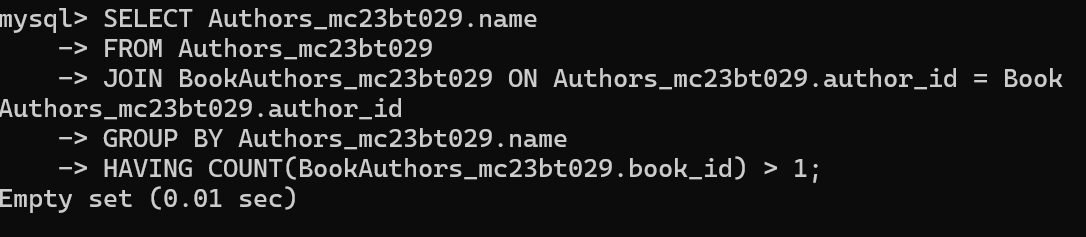 mysql> SELECT Authors_mc23bt029.name
    -> FROM Authors_mc23bt029
    -> JOIN BookAuthors_mc23bt029 ON Authors_mc23bt029.author_id = Book
Authors_mc23bt029.author_id
    -> GROUP BY Authors_mc23bt029.name
    -> HAVING COUNT(BookAuthors_mc23bt029.book_id) > 1;
Empty set (0.01 sec)